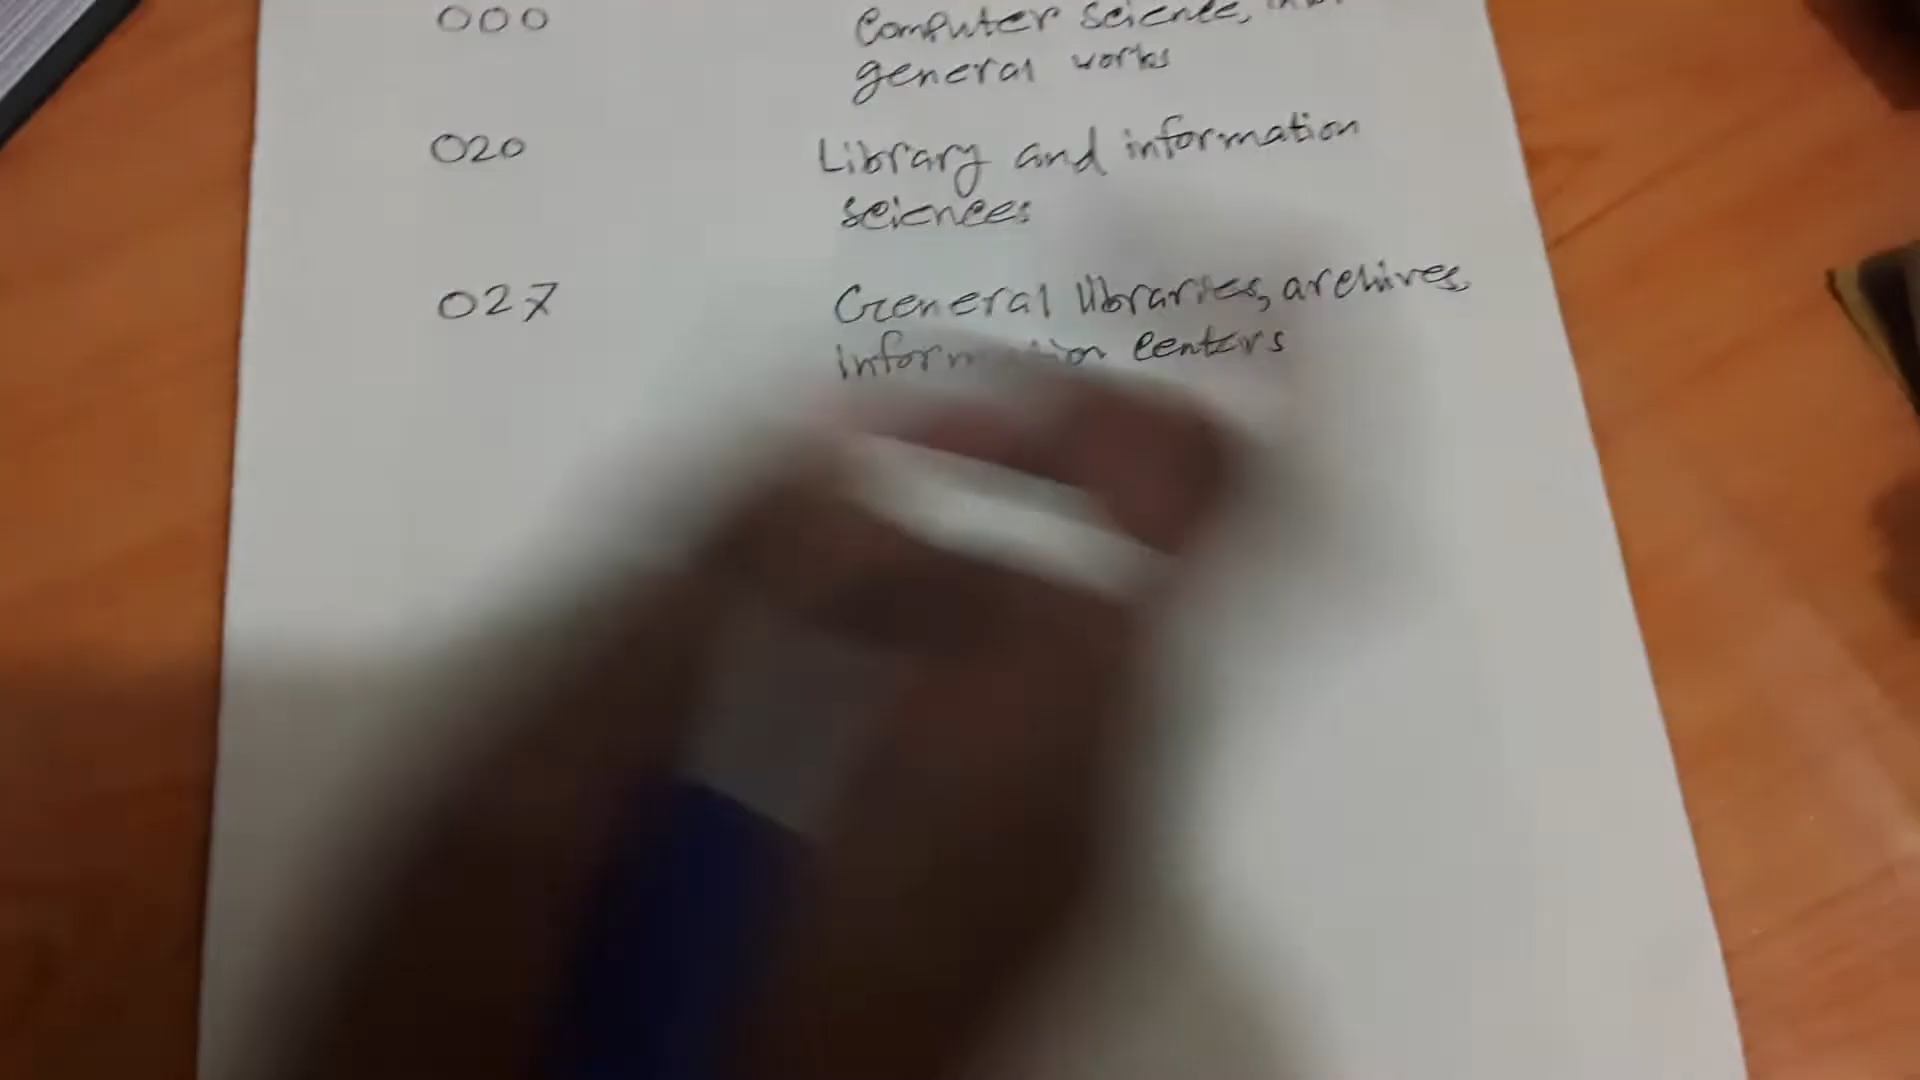 000 Computer science,
general works
020 Library and information
sciences
027 General libraries, archives,
centers